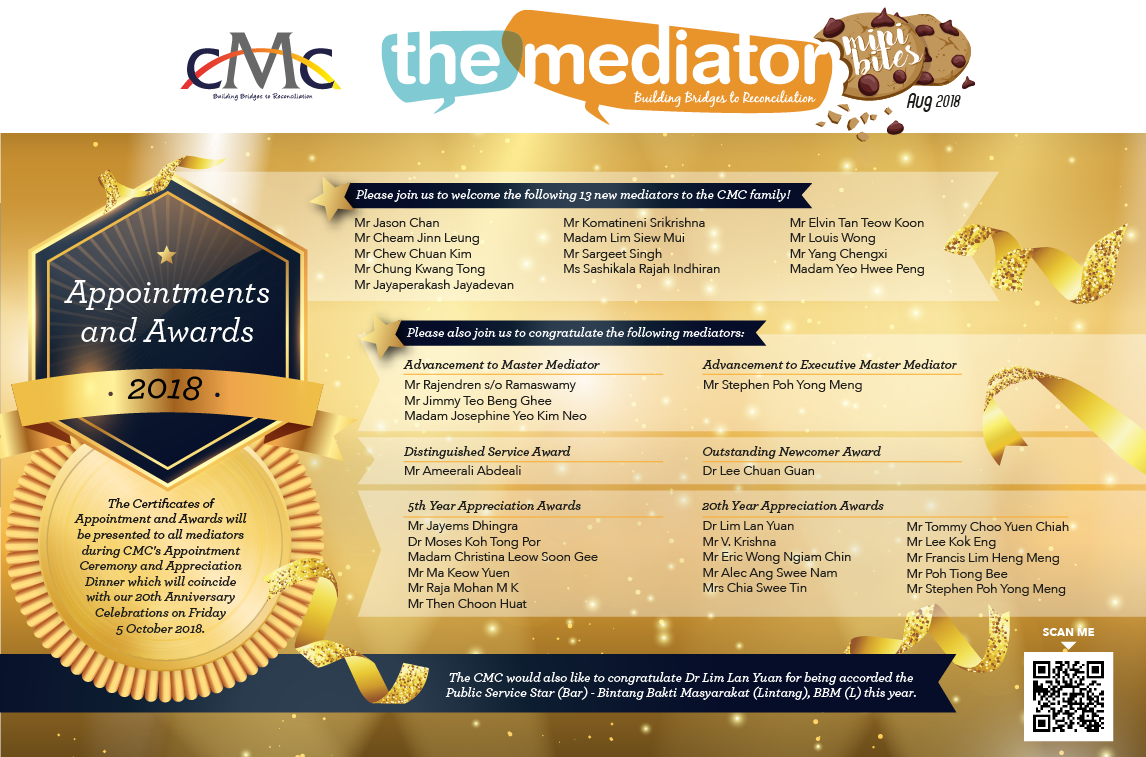 CMC
Building Bridges to Reconciliation
the mediator
Building Bridges to Reconciliation
mini
bites
Aug 2018
Appointments
and Awards
· 2018 ·
The Certificates of
Appointment and Awards will
be presented to all mediators
during CMC's Appointment
Ceremony and Appreciation
Dinner which will coincide
with our 20th Anniversary
Celebrations on Friday
5 October 2018.
Please join us to welcome the following 13 new mediators to the CMC family!
Mr Jason Chan
Mr Cheam Jinn Leung
Mr Chew Chuan Kim
Mr Chung Kwang Tong
Mr Jayaperakash Jayadevan
Mr Komatineni Srikrishna
Madam Lim Siew Mui
Mr Sargeet Singh
Ms Sashikala Rajah Indhiran
Mr Elvin Tan Teow Koon
Mr Louis Wong
Mr Yang Chengxi
Madam Yeo Hwee Peng
Please also join us to congratulate the following mediators:
Advancement to Master Mediator
Mr Rajendren s/o Ramaswamy
Mr Jimmy Teo Beng Ghee
Madam Josephine Yeo Kim Neo
Advancement to Executive Master Mediator
Mr Stephen Poh Yong Meng
Distinguished Service Award
Mr Ameerali Abdeali
Outstanding Newcomer Award
Dr Lee Chuan Guan
5th Year Appreciation Awards
Mr Jayems Dhingra
Dr Moses Koh Tong Por
Madam Christina Leow Soon Gee
Mr Ma Keow Yuen
Mr Raja Mohan M K
Mr Then Choon Huat
20th Year Appreciation Awards
Dr Lim Lan Yuan
Mr V. Krishna
Mr Eric Wong Ngiam Chin
Mr Alec Ang Swee Nam
Mrs Chia Swee Tin
Mr Tommy Choo Yuen Chiah
Mr Lee Kok Eng
Mr Francis Lim Heng Meng
Mr Poh Tiong Bee
Mr Stephen Poh Yong Meng
The CMC would also like to congratulate Dr Lim Lan Yuan for being accorded the
Public Service Star (Bar) - Bintang Bakti Masyarakat (Lintang), BBM (L) this year.
SCAN ME